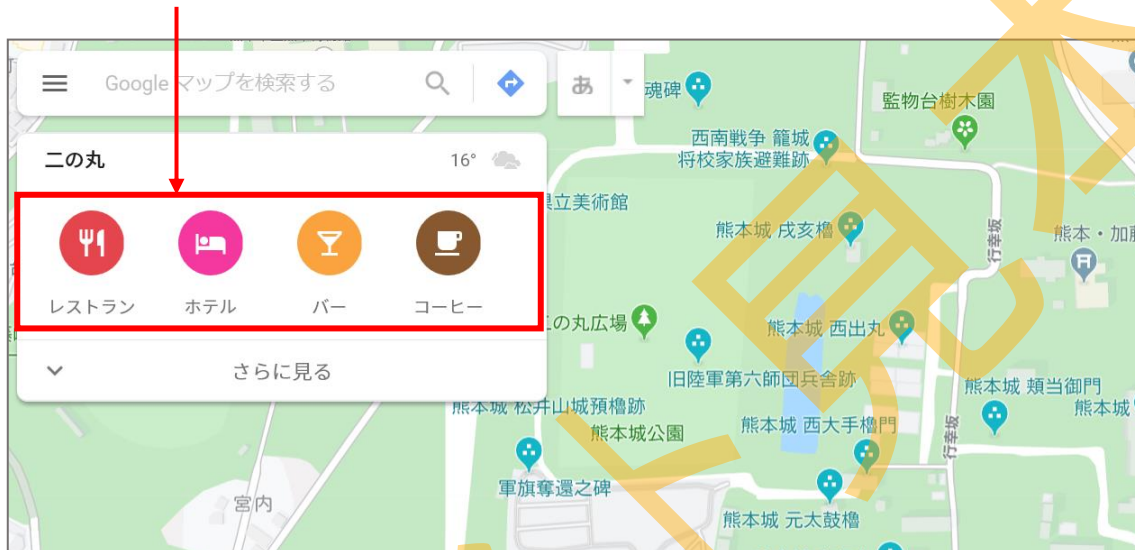 Google マップを検索する
あ
魂碑
監物台樹木園
西南戦争 籠城
将校家族避難跡
二の丸
16°
県立美術館
熊本城 戌亥櫓
行幸坂
熊本・加藤
レストラン
ホテル
バー
コーヒー
二の丸広場
熊本城 西出丸
さらに見る
旧陸軍第六師団兵舎跡
熊本城 頬当御門
熊本城 松井山城預櫓跡
熊本城
熊本城公園
熊本城 西大手櫓門
行幸坂
軍旗奪還之碑
宮内
熊本城 元太鼓櫓